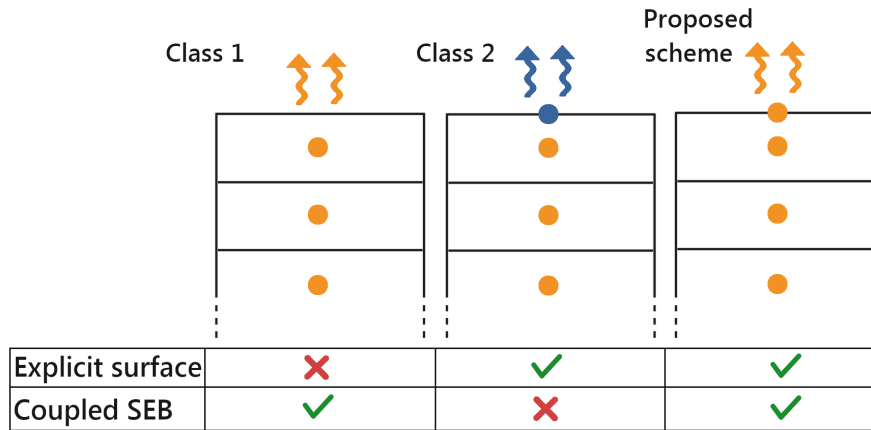 Class 1
Class 2
Proposed
scheme
Explicit surface
Coupled SEB